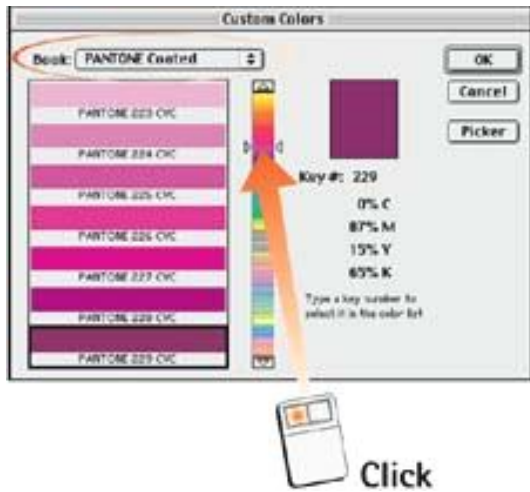 Custom Colors
Book: PANTONE Coated
OK
Cancel
Picker
PANTONE 223 CVC
PANTONE 224 CVC
PANTONE 225 CVC
PANTONE 226 CVC
PANTONE 227 CVC
PANTONE 228 CVC
PANTONE 229 CVC
Key #: 229
0% C
87% M
15% Y
65% K
Type a key number to
select it in the color list
Click